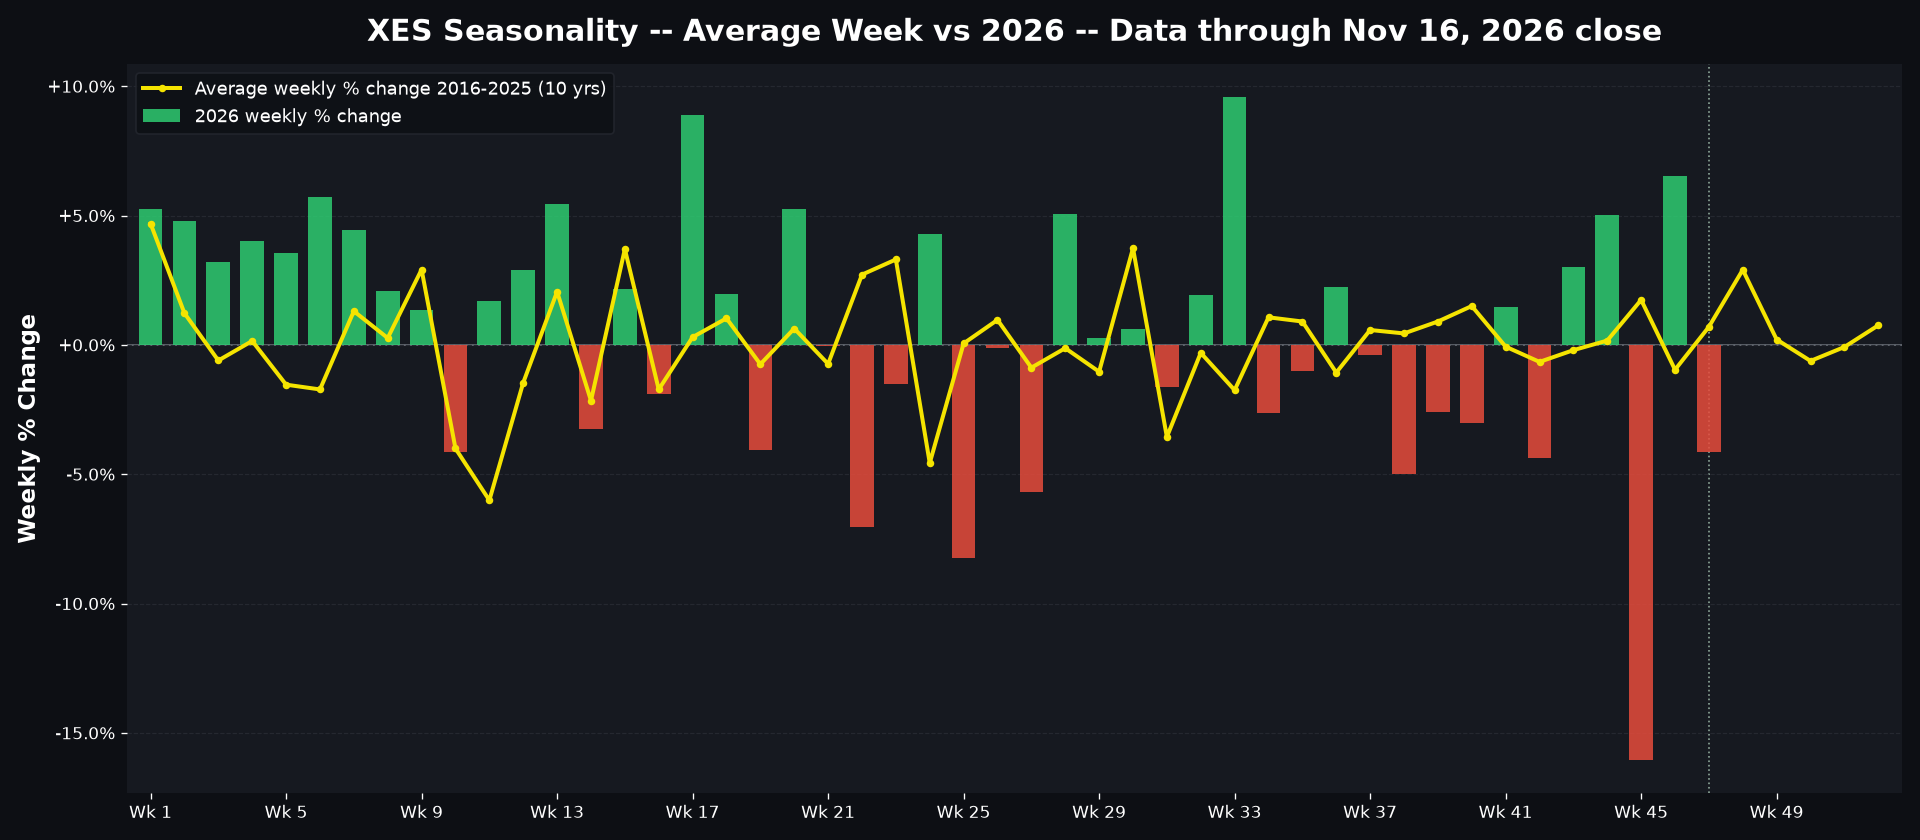 XES Seasonality -- Average Week vs 2026 -- Data through Nov 16, 2026 close
Average weekly % change 2016-2025 (10 yrs)
2026 weekly % change
Weekly % Change
+10.0%
+5.0%
+0.0%
-5.0%
-10.0%
-15.0%
Wk 1 Wk 5 Wk 9 Wk 13 Wk 17 Wk 21 Wk 25 Wk 29 Wk 33 Wk 37 Wk 41 Wk 45 Wk 49